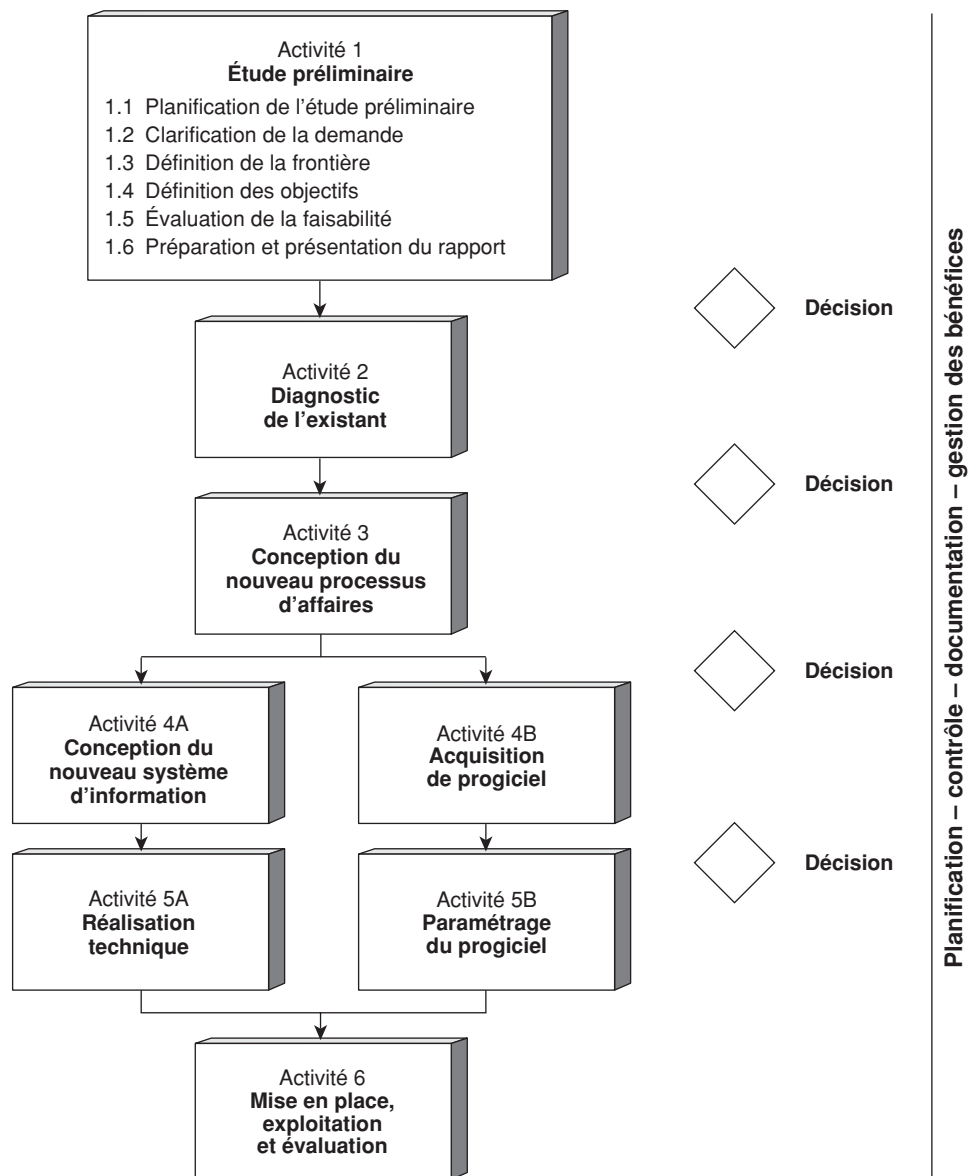 Activité 1
Étude préliminaire
1.1 Planification de l'étude préliminaire
1.2 Clarification de la demande
1.3 Définition de la frontière
1.4 Définition des objectifs
1.5 Évaluation de la faisabilité
1.6 Préparation et présentation du rapport
Décision
Activité 2
Diagnostic
de l'existant
Décision
Activité 3
Conception du
nouveau processus
d'affaires
Décision
Activité 4A
Conception du
nouveau système
d'information
Activité 4B
Acquisition
de progiciel
Décision
Activité 5A
Réalisation
technique
Activité 5B
Paramétrage
du progiciel
Activité 6
Mise en place,
exploitation
et évaluation
Planification – contrôle – documentation – gestion des bénéfices